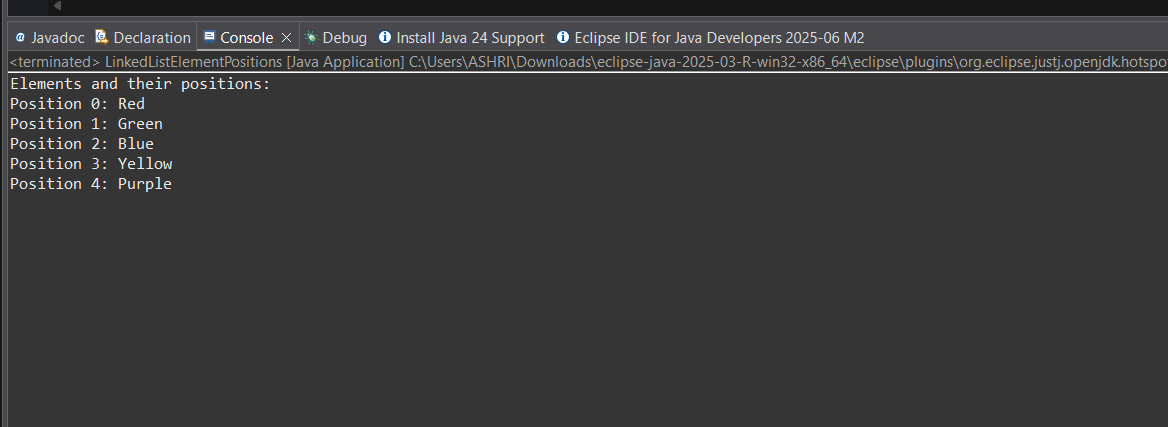 @ Javadoc Declaration Console Debug Install Java 24 Support Eclipse IDE for Java Developers 2025-06 M2
<terminated> LinkedListElementPositions [Java Application] C:\Users\ASHRI\Downloads\eclipse-java-2025-03-R-win32-x86_64\eclipse\plugins\org.eclipse.justj.openjdk.hotspo
Elements and their positions:
Position 0: Red
Position 1: Green
Position 2: Blue
Position 3: Yellow
Position 4: Purple